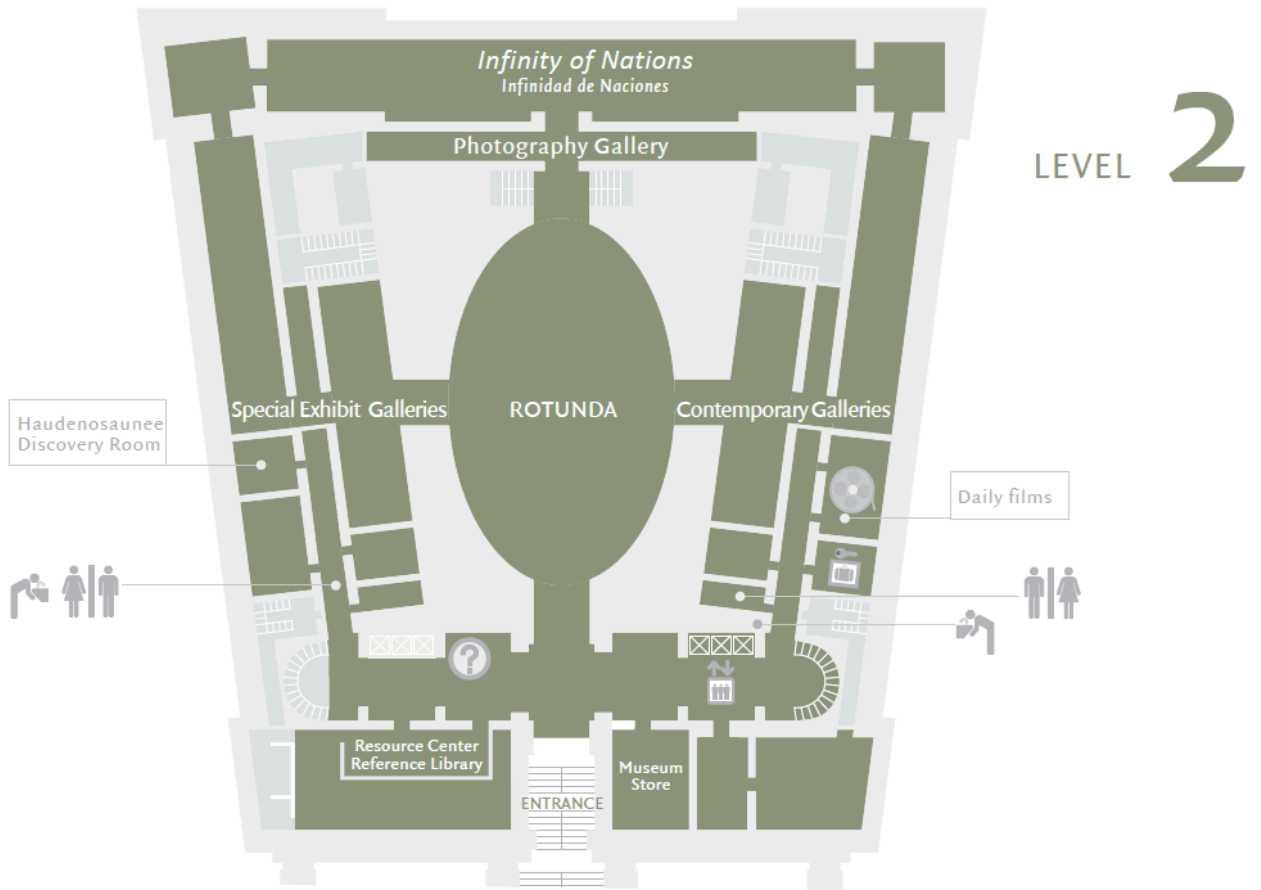 Infinity of Nations
Infinidad de Naciones
Photography Gallery
LEVEL 2
Haudenosaunee
Discovery Room
Special Exhibit Galleries
ROTUNDA
Contemporary Galleries
Daily films
?
Resource Center
Reference Library
Museum
Store
ENTRANCE